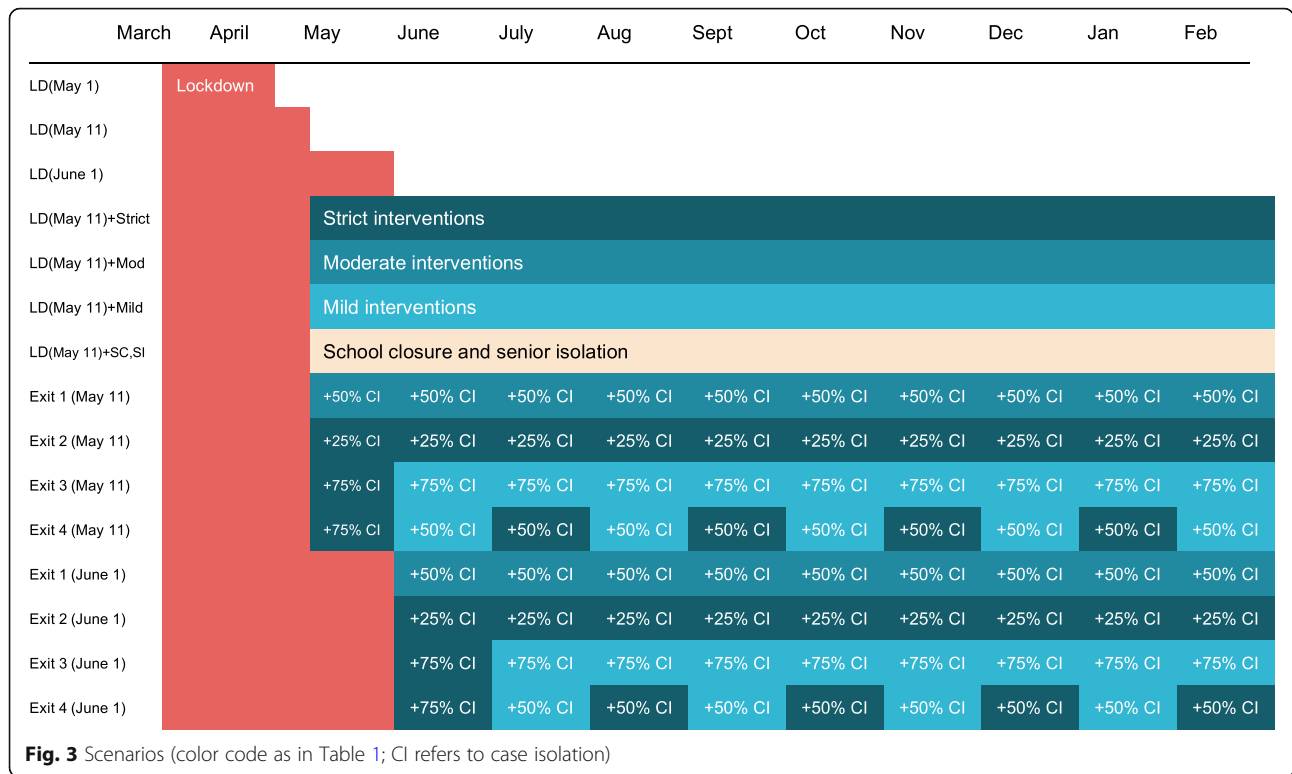 March April May June July Aug Sept Oct Nov Dec Jan Feb
LD(May 1) Lockdown
LD(May 11)
LD(June 1)
LD(May 11)+Strict Strict interventions
LD(May 11)+Mod Moderate interventions
LD(May 11)+Mild Mild interventions
LD(May 11)+SC,SI School closure and senior isolation
Exit 1 (May 11) +50% CI +50% CI +50% CI +50% CI +50% CI +50% CI +50% CI +50% CI +50% CI +50% CI
Exit 2 (May 11) +25% CI +25% CI +25% CI +25% CI +25% CI +25% CI +25% CI +25% CI +25% CI +25% CI
Exit 3 (May 11) +75% CI +75% CI +75% CI +75% CI +75% CI +75% CI +75% CI +75% CI +75% CI +75% CI
Exit 4 (May 11) +75% CI +50% CI +50% CI +50% CI +50% CI +50% CI +50% CI +50% CI +50% CI +50% CI
Exit 1 (June 1) +50% CI +50% CI +50% CI +50% CI +50% CI +50% CI +50% CI +50% CI +50% CI
Exit 2 (June 1) +25% CI +25% CI +25% CI +25% CI +25% CI +25% CI +25% CI +25% CI +25% CI
Exit 3 (June 1) +75% CI +75% CI +75% CI +75% CI +75% CI +75% CI +75% CI +75% CI +75% CI
Exit 4 (June 1) +75% CI +50% CI +50% CI +50% CI +50% CI +50% CI +50% CI +50% CI +50% CI
Fig. 3 Scenarios (color code as in Table 1; CI refers to case isolation)